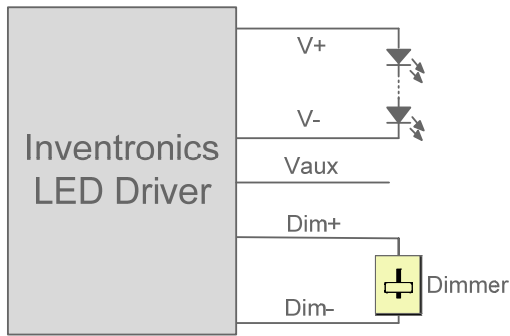 Inventronics
LED Driver
V+
V-
Vaux
Dim+
Dimmer
Dim-